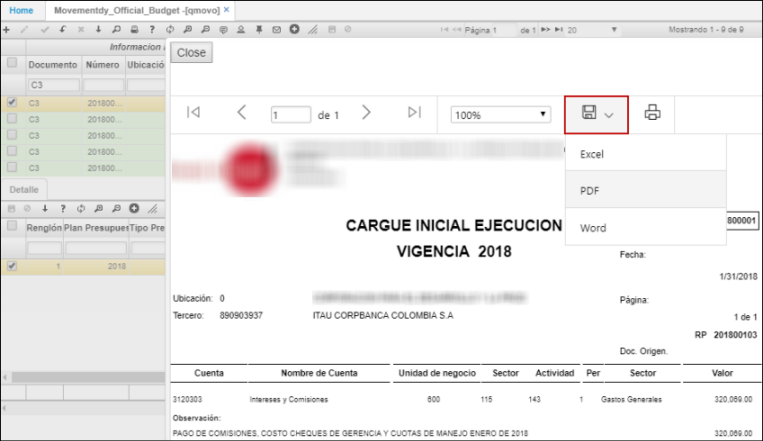 Home Movementdy_Official_Budget -[qmovo] ×
Página 1 de 1 20 Mostrando 1 - 9 de 9
Informacion
Documento Número Ubicació
C3
C3 201800...
C3 201800...
C3 201800...
C3 201800...
C3 201800...
Detalle
Renglón Plan Presupues Tipo Pre
1 2018
Close
1 de 1 100%
Excel
PDF
Word
CARGUE INICIAL EJECUCION
VIGENCIA 2018
800001
Fecha:
1/31/2018
Ubicación: 0
Página:
Tercero: 890903937 ITAU CORPBANCA COLOMBIA S.A
1 de 1
RP 201800103
Doc. Origen.
Cuenta Nombre de Cuenta Unidad de negocio Sector Actividad Per Sector Valor
3120303 Intereses y Comisiones 600 115 143 1 Gastos Generales 320,069.00
Observación:
PAGO DE COMISIONES, COSTO CHEQUES DE GERENCIA Y CUOTAS DE MANEJO ENERO DE 2018 320,069.00